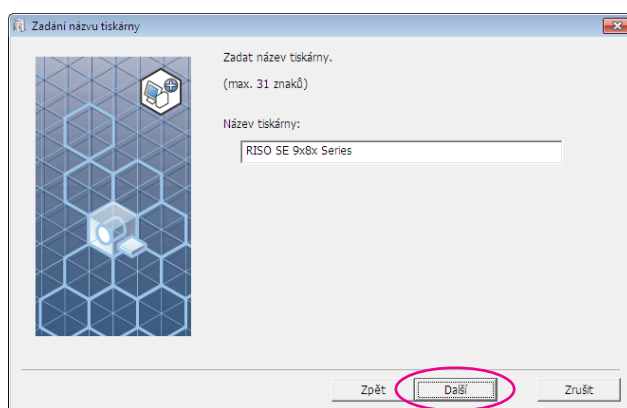 Zadání názvu tiskárny
Zadat název tiskárny.
(max. 31 znaků)
Název tiskárny:
RISO SE 9x8x Series
Zpět
Další
Zrušit